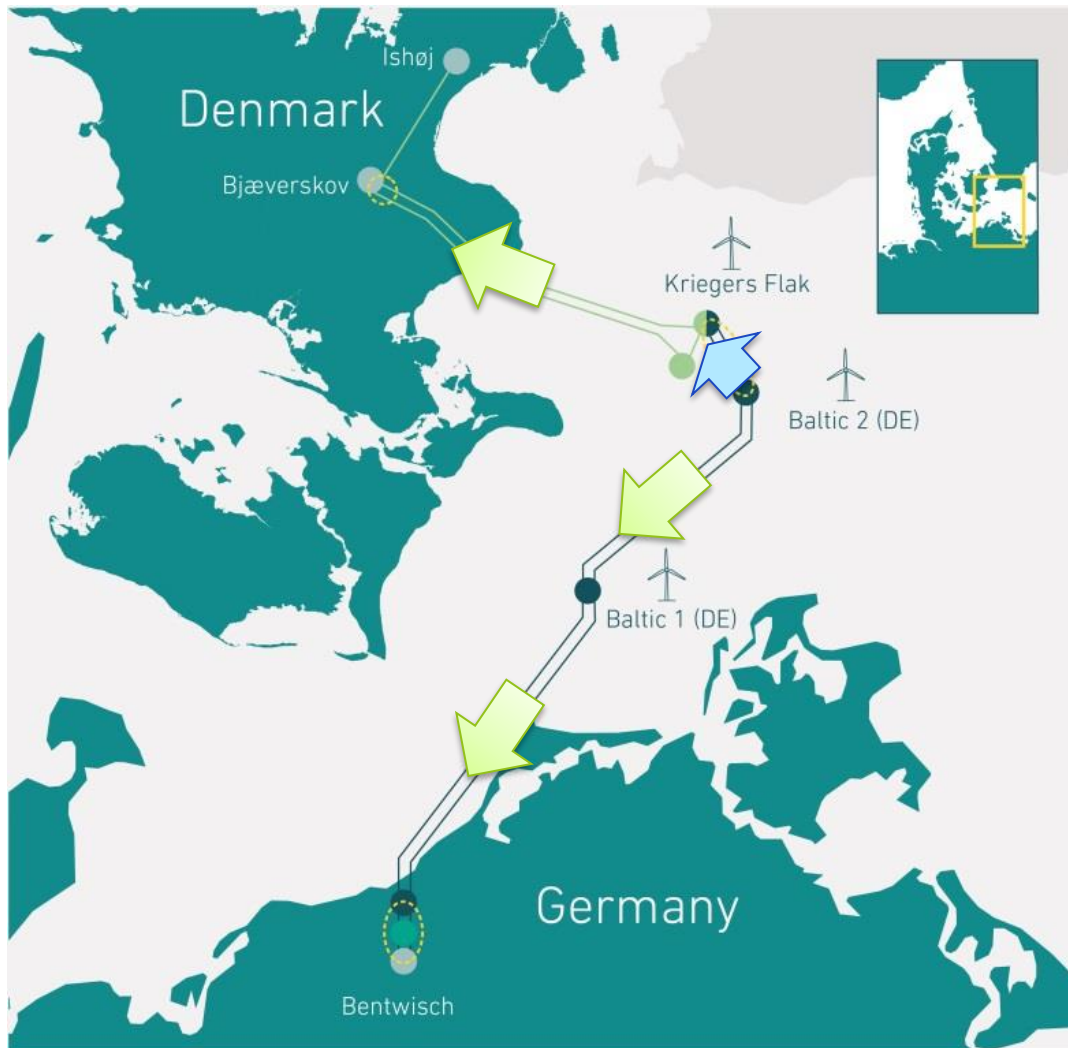 Ishøj
Denmark
Bjæverskov
Kriegers Flak
Baltic 2 (DE)
Baltic 1 (DE)
Germany
Bentwisch